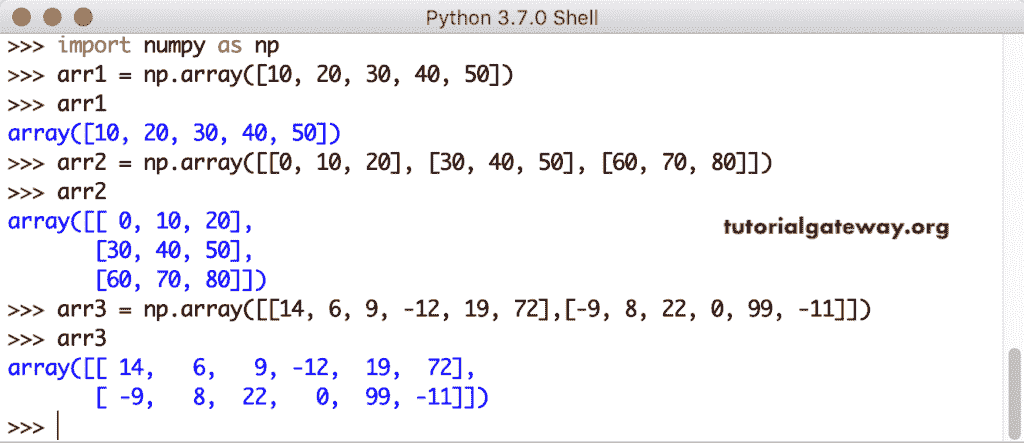 Python 3.7.0 Shell
>>> import numpy as np
>>> arr1 = np.array([10, 20, 30, 40, 50])
>>> arr1
array([10, 20, 30, 40, 50])
>>> arr2 = np.array([[0, 10, 20], [30, 40, 50], [60, 70, 80]])
>>> arr2
array([[ 0, 10, 20],
       [30, 40, 50],
       [60, 70, 80]])
tutorialgateway.org
>>> arr3 = np.array([[14, 6, 9, -12, 19, 72],[-9, 8, 22, 0, 99, -11]])
>>> arr3
array([[ 14,   6,   9, -12,  19,  72],
       [ -9,   8,  22,   0,  99, -11]])
>>>